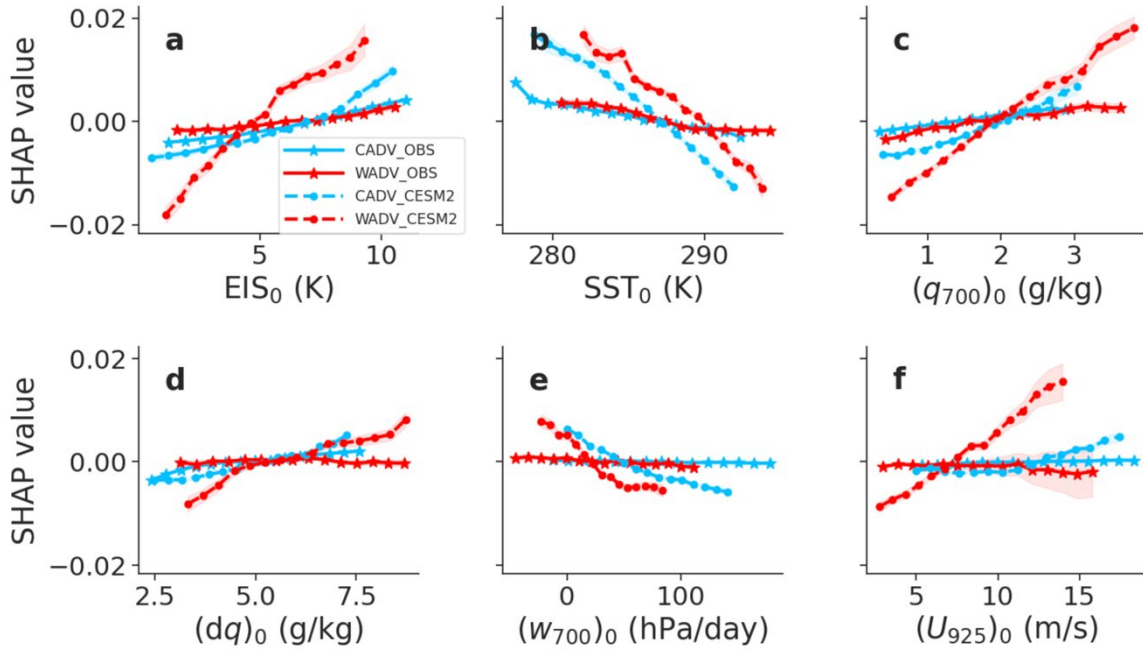 0.02
0.00
−0.02
SHAP value
a
CADV_OBS
WADV_OBS
CADV_CESM2
WADV_CESM2
5
10
EIS₀ (K)
b
280
290
SST₀ (K)
c
1
2
3
(q₇₀₀)₀ (g/kg)
0.02
0.00
−0.02
SHAP value
d
2.5
5.0
7.5
(dq)₀ (g/kg)
e
0
100
(w₇₀₀)₀ (hPa/day)
f
5
10
15
(U₉₂₅)₀ (m/s)